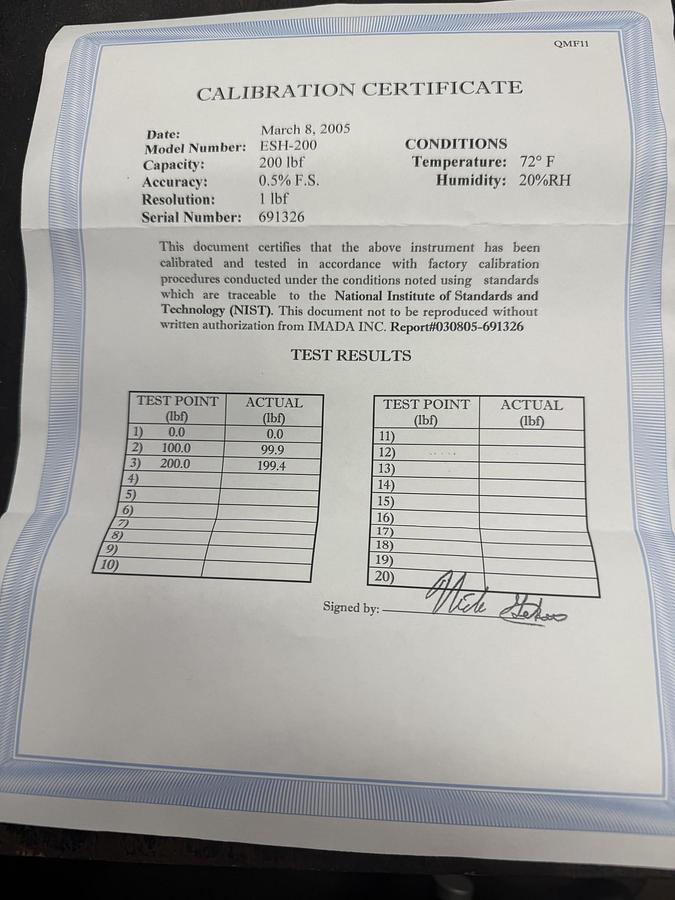 QMF11
CALIBRATION CERTIFICATE
Date: March 8, 2005
Model Number: ESH-200
Capacity: 200 lbf
Accuracy: 0.5% F.S.
Resolution: 1 lbf
Serial Number: 691326
CONDITIONS
Temperature: 72° F
Humidity: 20%RH
This document certifies that the above instrument has been
calibrated and tested in accordance with factory calibration
procedures conducted under the conditions noted using standards
which are traceable to the National Institute of Standards and
Technology (NIST). This document not to be reproduced without
written authorization from IMADA INC. Report#030805-691326
TEST RESULTS
TEST POINT (lbf) ACTUAL (lbf)
1) 0.0 0.0
2) 100.0 99.9
3) 200.0 199.4
4)
5)
6)
7)
8)
9)
10)
TEST POINT (lbf) ACTUAL (lbf)
11)
12)
13)
14)
15)
16)
17)
18)
19)
20)
Signed by: Nick